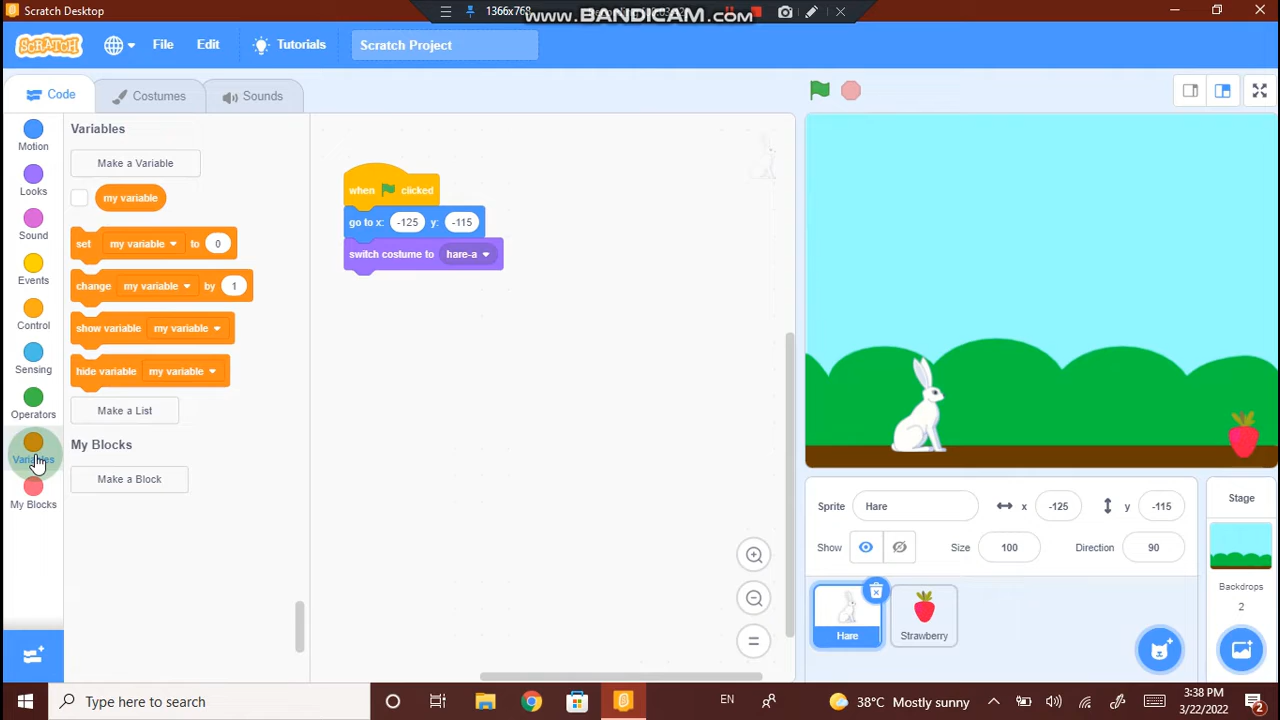 Scratch Desktop
1366x768
www.BANDICAM.com
SCRATCH
File
Edit
Tutorials
Scratch Project
Code
Costumes
Sounds
Motion
Looks
Sound
Events
Control
Sensing
Operators
Variables
My Blocks
Variables
Make a Variable
my variable
set my variable to 0
change my variable by 1
show variable my variable
hide variable my variable
Make a List
My Blocks
Make a Block
when clicked
go to x: -125 y: -115
switch costume to hare-a
Sprite Hare x -125 y -115
Show Size 100 Direction 90
Hare
Strawberry
Stage
Backdrops
2
Type here to search
EN
38°C Mostly sunny
3:38 PM
3/22/2022
2